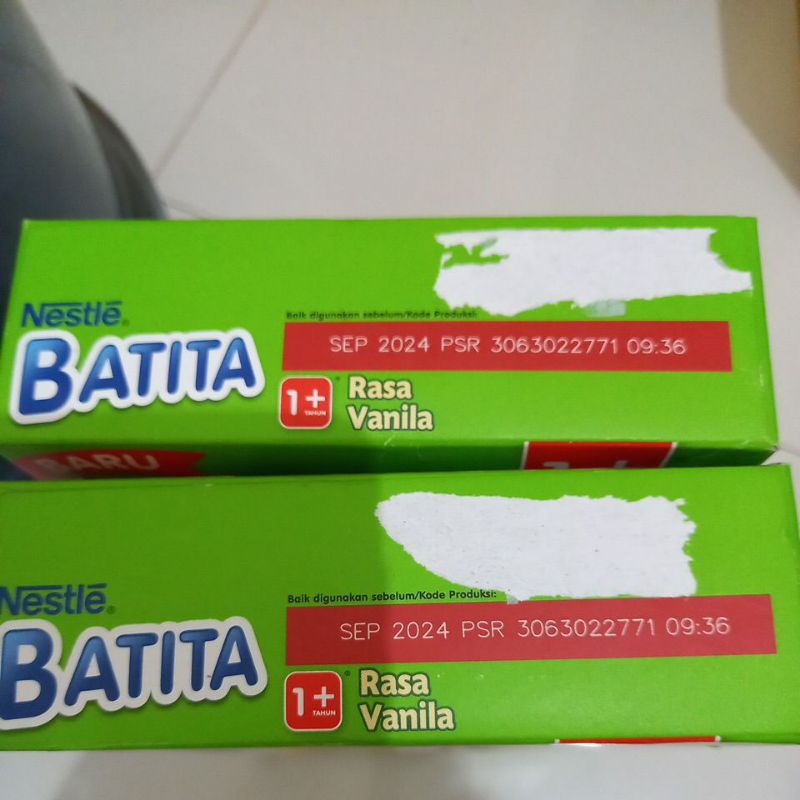 Baik digunakan sebelum/Kode Produksi:
Nestlé®
SEP 2024 PSR 3063022771 09:36
BATITA
1+
TAHUN
Rasa
Vanila
BARU
Baik digunakan sebelum/Kode Produksi:
Nestlé®
SEP 2024 PSR 3063022771 09:36
BATITA
1+
TAHUN
Rasa
Vanila